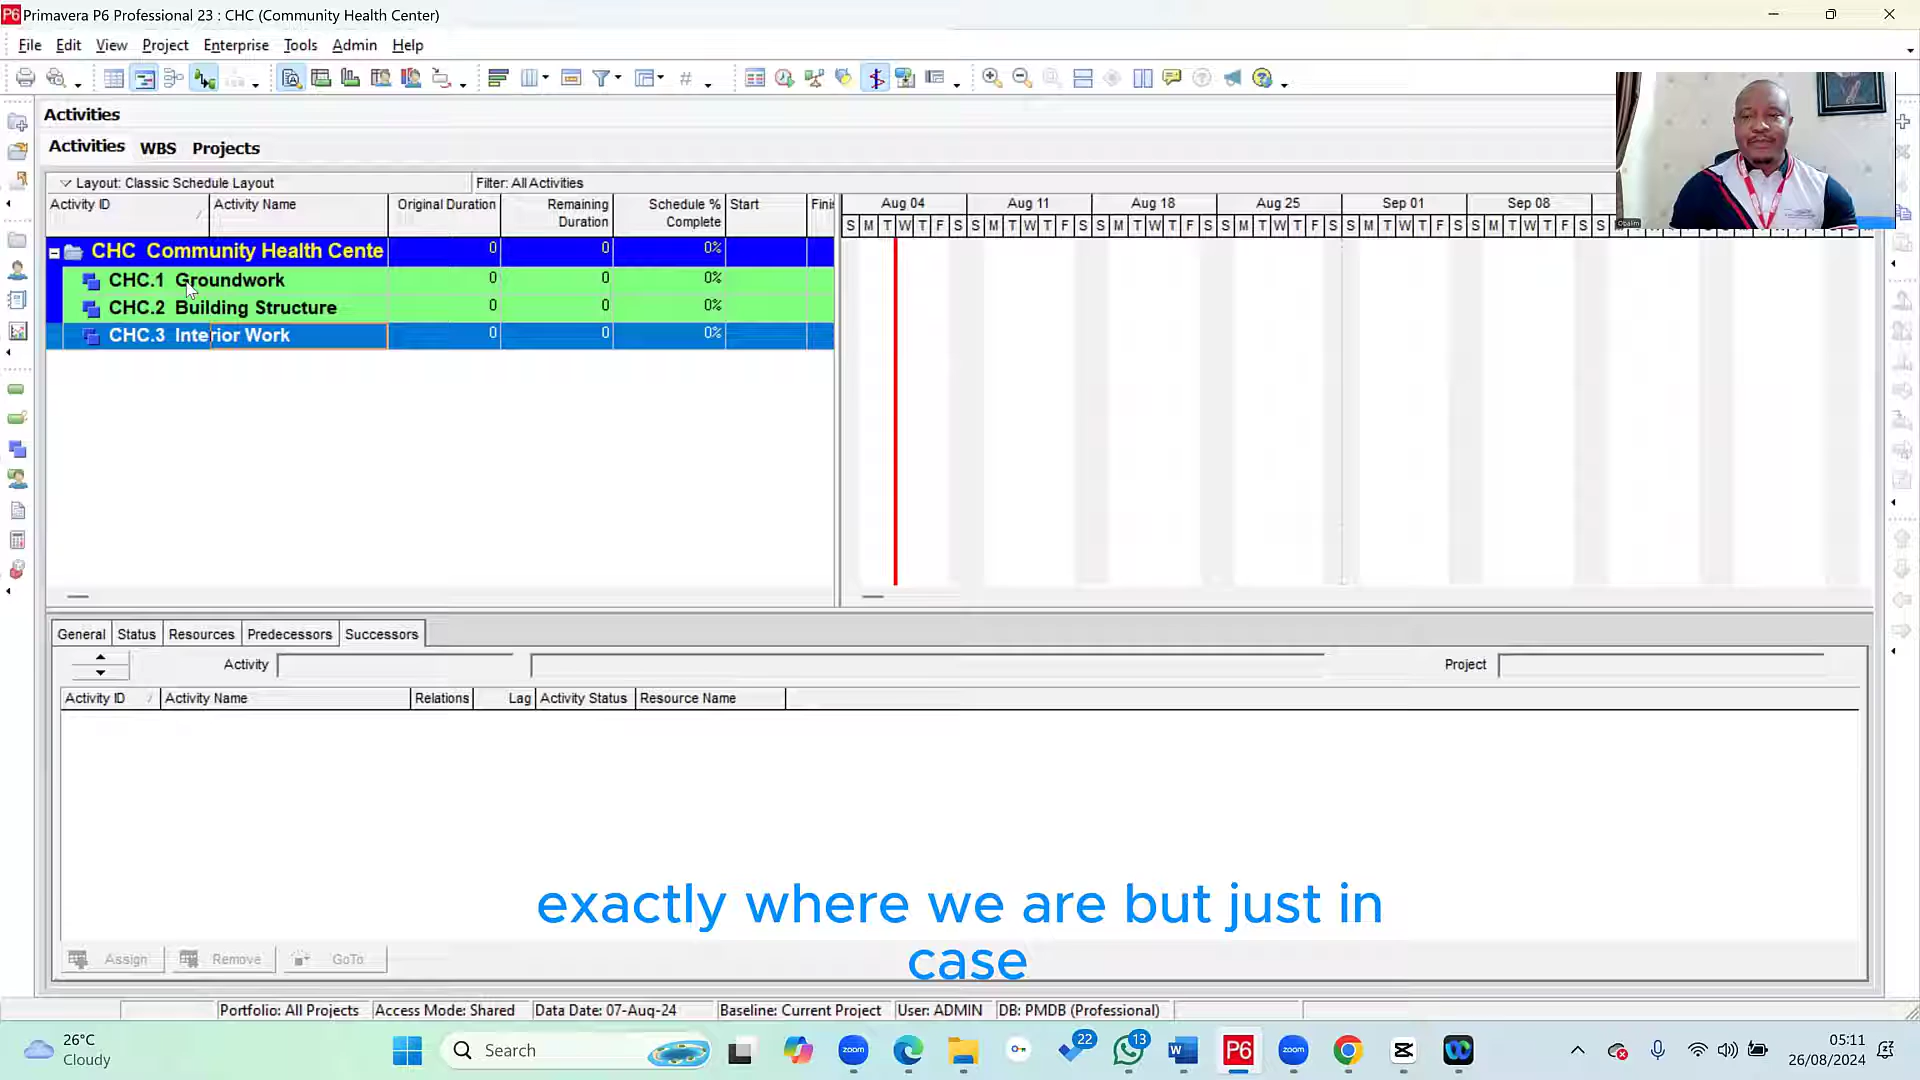 Primavera P6 Professional 23 : CHC (Community Health Center)
File Edit View Project Enterprise Tools Admin Help
Activities
Activities WBS Projects
Layout: Classic Schedule Layout Filter: All Activities
Activity ID Activity Name Original Duration Remaining Duration Schedule % Complete Start Finis
Aug 04 Aug 11 Aug 18 Aug 25 Sep 01 Sep 08
S M T W T F S S M T W T F S S M T W T F S S M T W T F S S M T W T F S S M T W T F S
CHC Community Health Cente 0 0 0%
CHC.1 Groundwork 0 0 0%
CHC.2 Building Structure 0 0 0%
CHC.3 Interior Work 0 0 0%
General Status Resources Predecessors Successors
Activity Project
Activity ID Activity Name Relations Lag Activity Status Resource Name
exactly where we are but just in
case
Assign Remove GoTo
Portfolio: All Projects Access Mode: Shared Data Date: 07-Aug-24 Baseline: Current Project User: ADMIN DB: PMDB (Professional)
26°C
Cloudy
Search
zoom
22
13
P6
zoom
05:11
26/08/2024